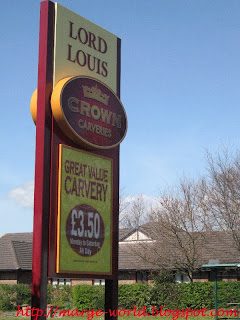 LORD
LOUIS
CROWN
CARVERIES
GREAT VALUE
CARVERY
£3.50
Monday to Saturday
All Day
http://marge-world.blogspot.com